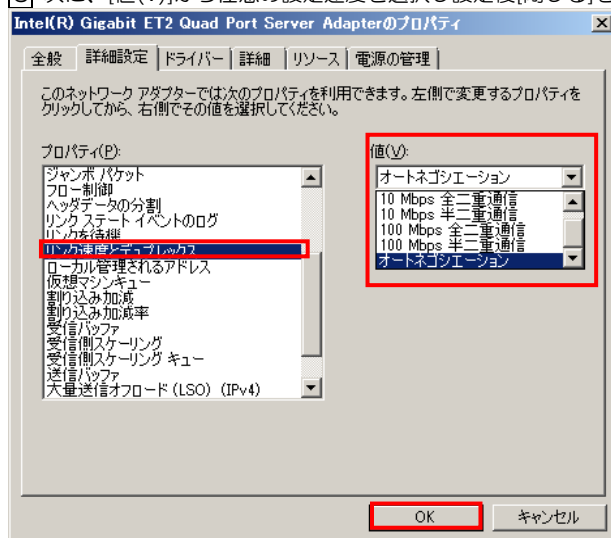 Intel(R) Gigabit ET2 Quad Port Server Adapterのプロパティ
全般 詳細設定 ドライバー 詳細 リソース 電源の管理
このネットワーク アダプターでは次のプロパティを利用できます。左側で変更するプロパティを
クリックしてから、右側でその値を選択してください。
プロパティ(P):
ジャンボ パケット
フロー制御
ヘッダデータの分割
リンク ステート イベントのログ
リンクを待機
リンク速度とデュプレックス
ローカル管理されるアドレス
仮想マシンキュー
割り込み加減
割り込み加減率
受信バッファ
受信側スケーリング
受信側スケーリング キュー
送信バッファ
大量送信オフロード (LSO) (IPv4)
値(V):
オートネゴシエーション
10 Mbps 全二重通信
10 Mbps 半二重通信
100 Mbps 全二重通信
100 Mbps 半二重通信
オートネゴシエーション
OK キャンセル